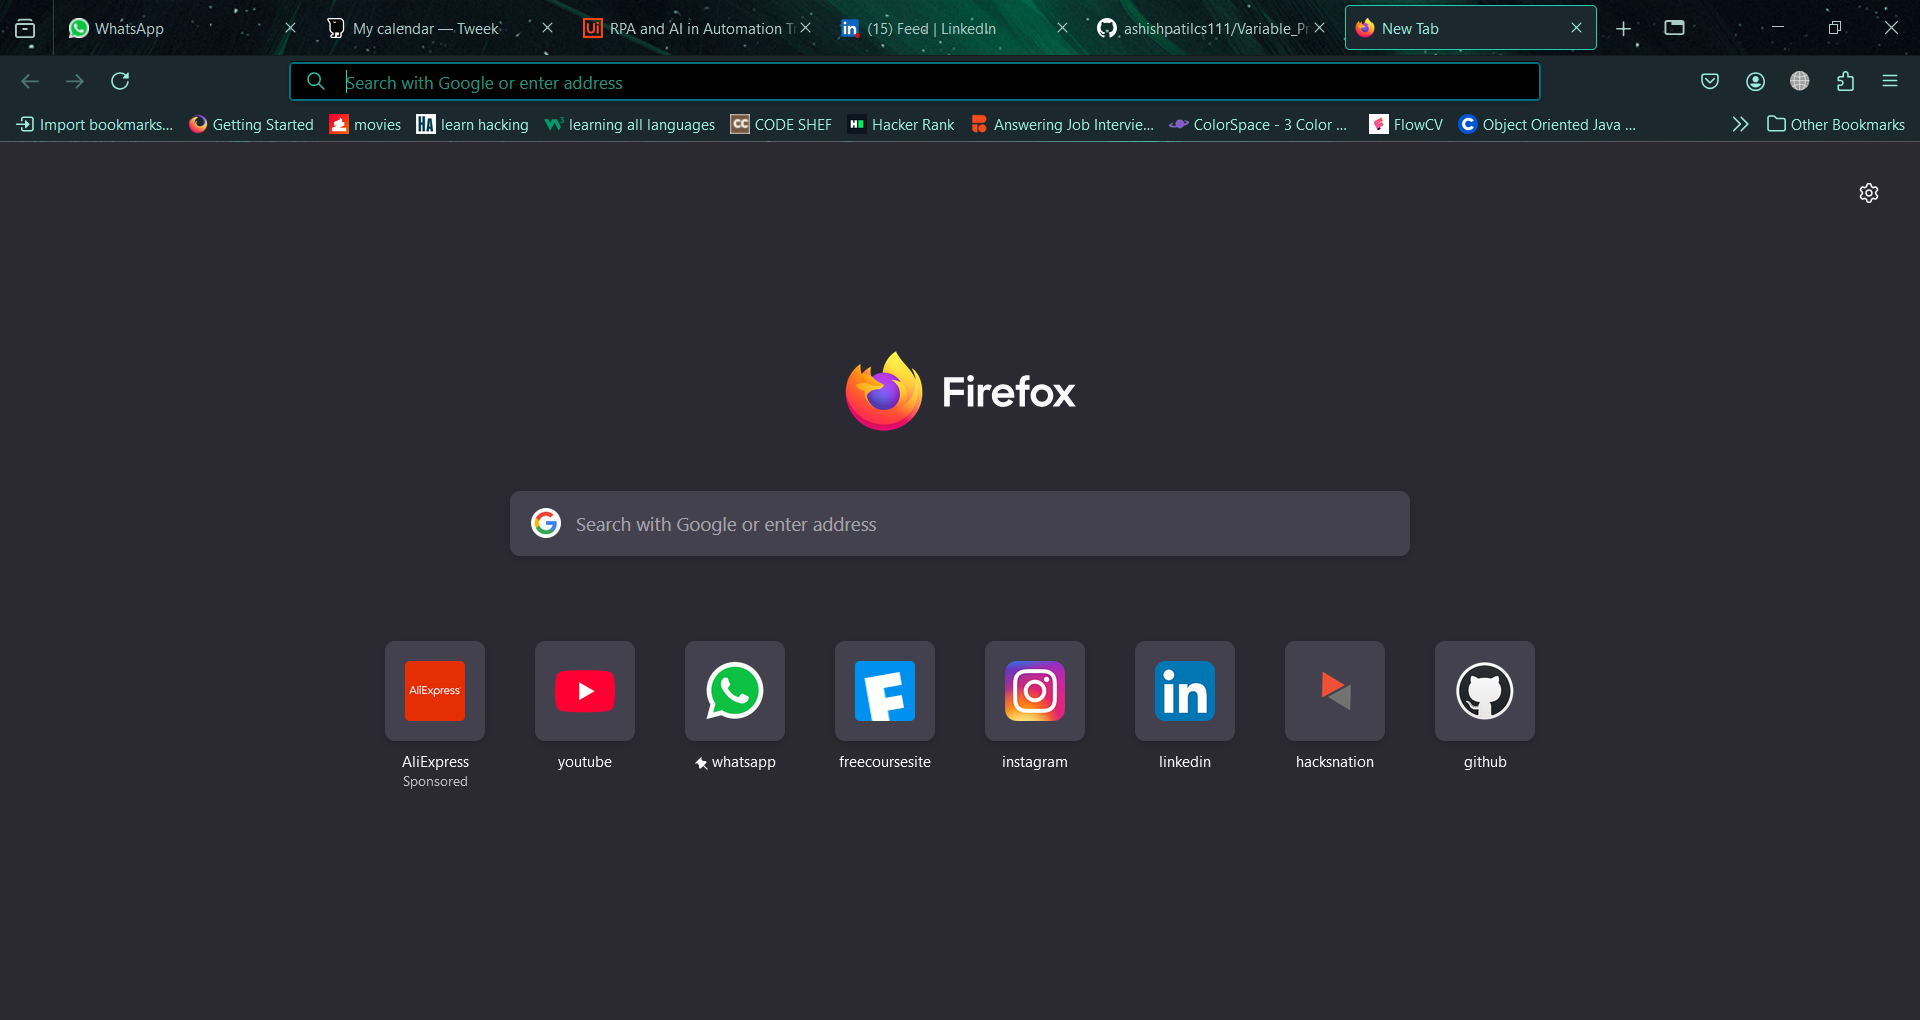 WhatsApp
My calendar — Tweek
RPA and AI in Automation
(15) Feed | LinkedIn
ashishpatilcs111/Variable_Pr
New Tab
Search with Google or enter address
Import bookmarks...
Getting Started
movies
HA learn hacking
learning all languages
CC CODE SHEF
Hacker Rank
Answering Job Intervie...
ColorSpace - 3 Color ...
FlowCV
Object Oriented Java ...
Other Bookmarks
Firefox
Search with Google or enter address
AliExpress
AliExpress
Sponsored
youtube
whatsapp
freecoursesite
instagram
linkedin
hacksnation
github